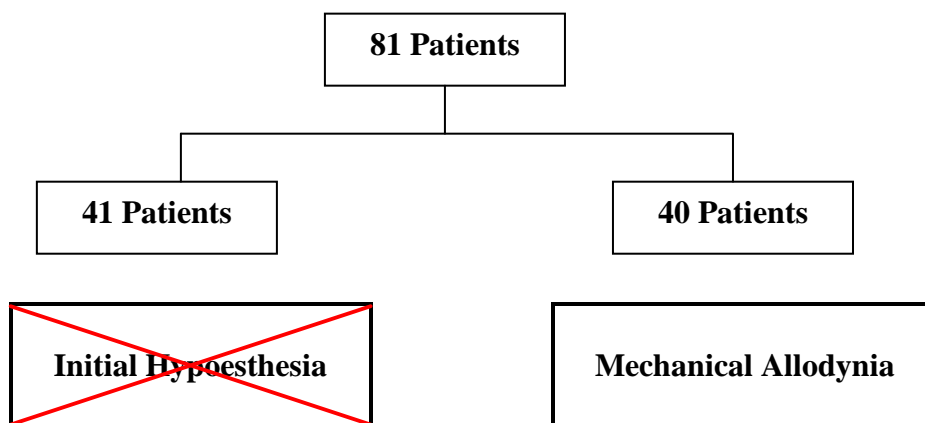 81 Patients
41 Patients
40 Patients
Initial Hypoesthesia
Mechanical Allodynia